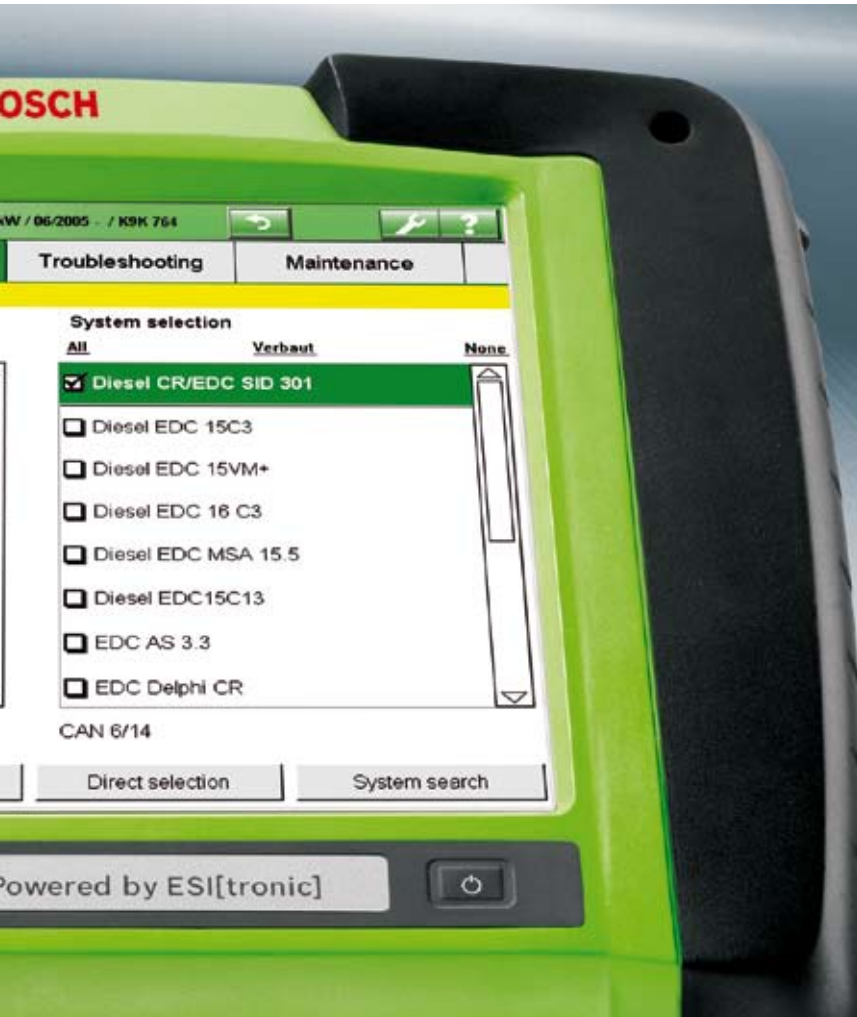 OSCH
kW / 06/2005 - / K9K 764
?
Troubleshooting Maintenance
System selection
All Verbaut None
Diesel CR/EDC SID 301
Diesel EDC 15C3
Diesel EDC 15VM+
Diesel EDC 16 C3
Diesel EDC MSA 15.5
Diesel EDC15C13
EDC AS 3.3
EDC Delphi CR
CAN 6/14
Direct selection System search
Powered by ESI[tronic]